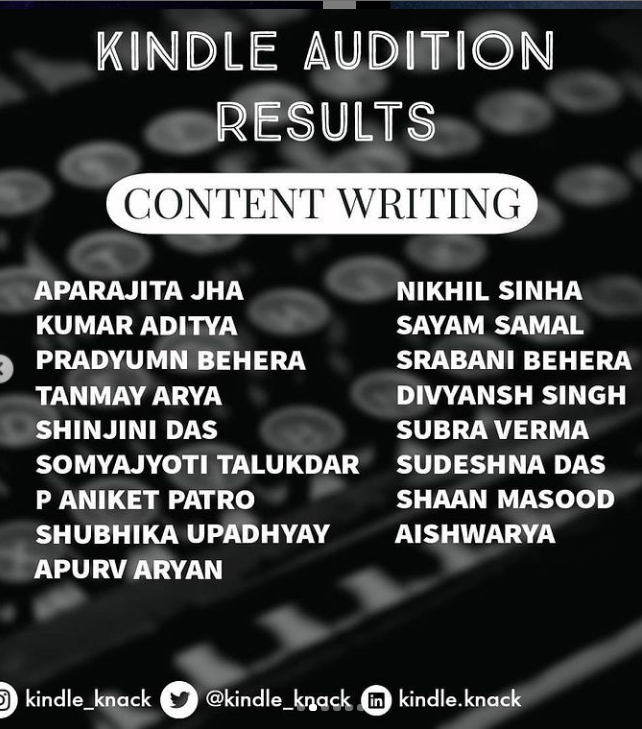 KINDLE AUDITION
RESULTS
CONTENT WRITING
APARAJITA JHA
KUMAR ADITYA
PRADYUMN BEHERA
TANMAY ARYA
SHINJINI DAS
SOMYAJYOTI TALUKDAR
P ANIKET PATRO
SHUBHIKA UPADHYAY
APURV ARYAN
NIKHIL SINHA
SAYAM SAMAL
SRABANI BEHERA
DIVYANSH SINGH
SUBRA VERMA
SUDESHNA DAS
SHAAN MASOOD
AISHWARYA
kindle_knack @kindle_knack kindle.knack